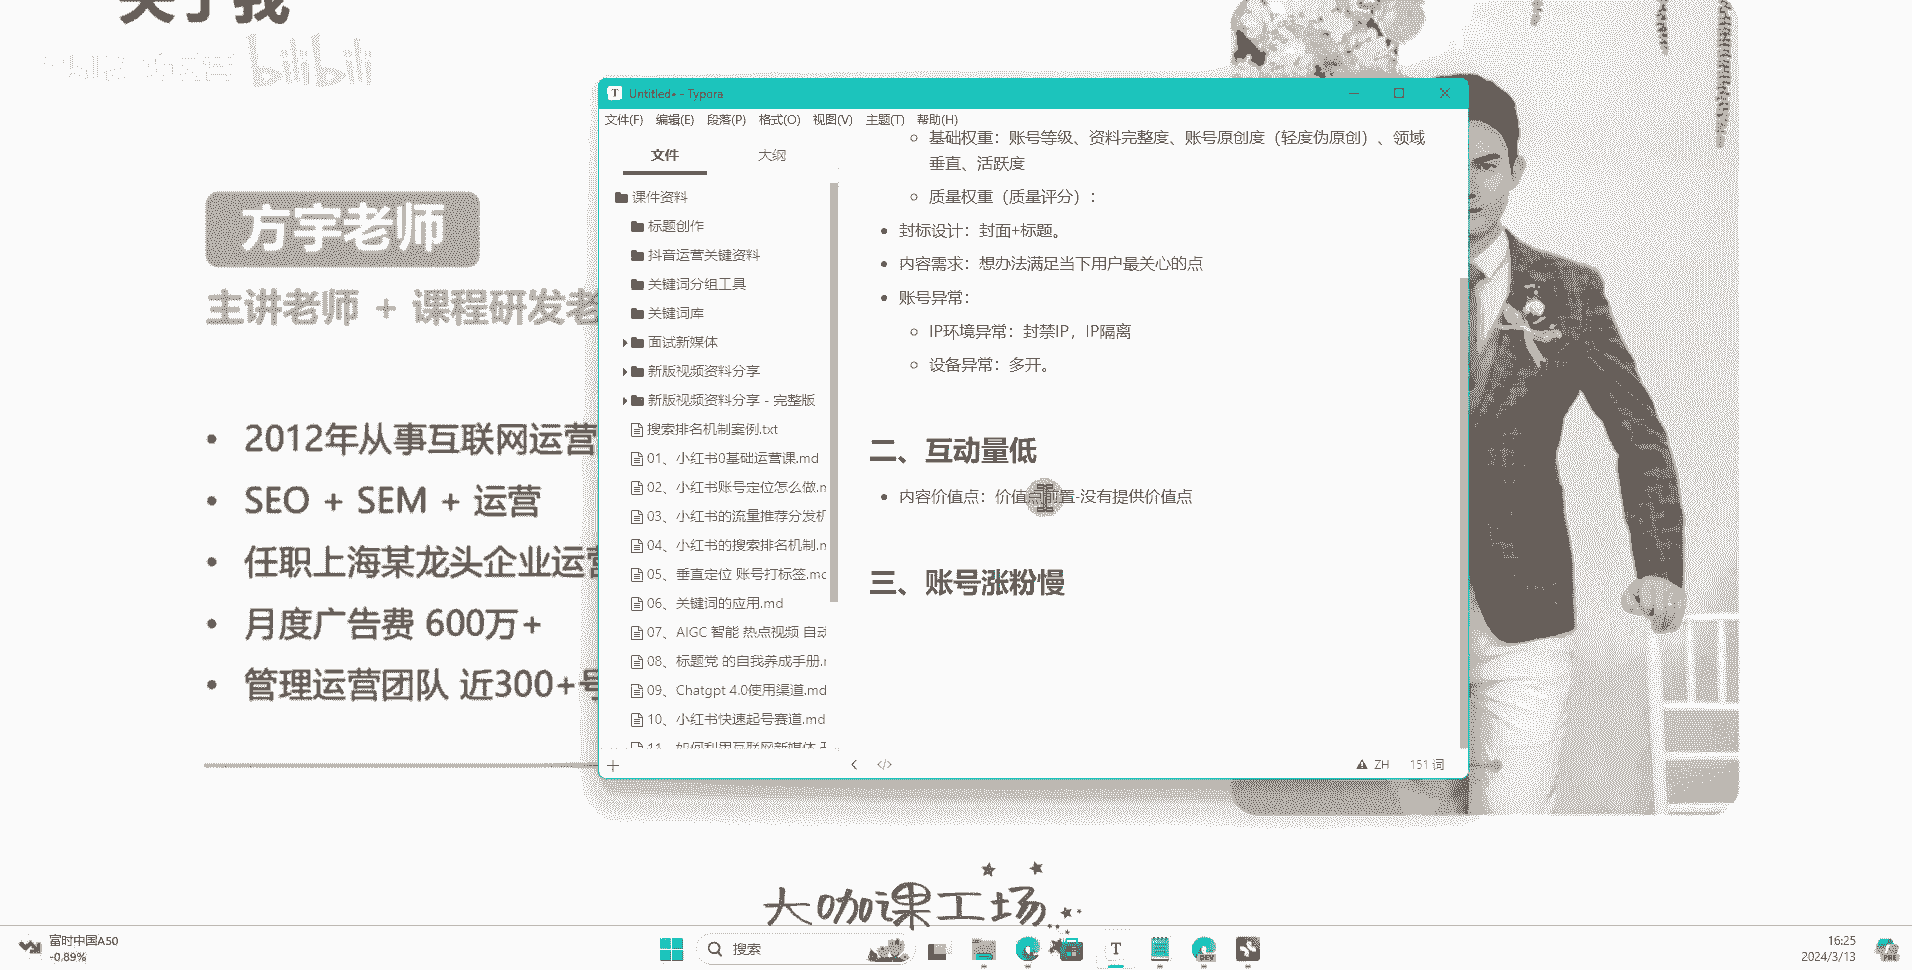 关于我
bilibili
方宇老师
主讲老师 + 课程研发老
2012年从事互联网运营
SEO + SEM + 运营
任职上海某龙头企业运营
月度广告费 600万+
管理运营团队 近300+号
Untitled• - Typora
文件(F) 编辑(E) 段落(P) 格式(O) 视图(V) 主题(T) 帮助(H)
文件 大纲
课件资料
标题创作
抖音运营关键资料
关键词分组工具
关键词库
面试新媒体
新版视频资料分享
新版视频资料分享 - 完整版
搜索排名机制案例.txt
01、小红书0基础运营课.md
02、小红书账号定位怎么做.m
03、小红书的流量推荐分发机
04、小红书的搜索排名机制.m
05、垂直定位 账号打标签.md
06、关键词的应用.md
07、AIGC 智能 热点视频 自动
08、标题党 的自我养成手册.m
09、Chatgpt 4.0使用渠道.md
10、小红书快速起号赛道.md
11、如何利用互联网新媒体
基础权重：账号等级、资料完整度、账号原创度（轻度伪原创）、领域
垂直、活跃度
质量权重（质量评分）：
封标设计：封面+标题。
内容需求：想办法满足当下用户最关心的点
账号异常：
IP环境异常：封禁IP，IP隔离
设备异常：多开。
二、互动量低
内容价值点：价值点前置-没有提供价值点
三、账号涨粉慢
ZH 151 词
大咖课工场
富时中国A50
-0.89%
搜索
T
DEV
16:25
2024/3/13
PRE